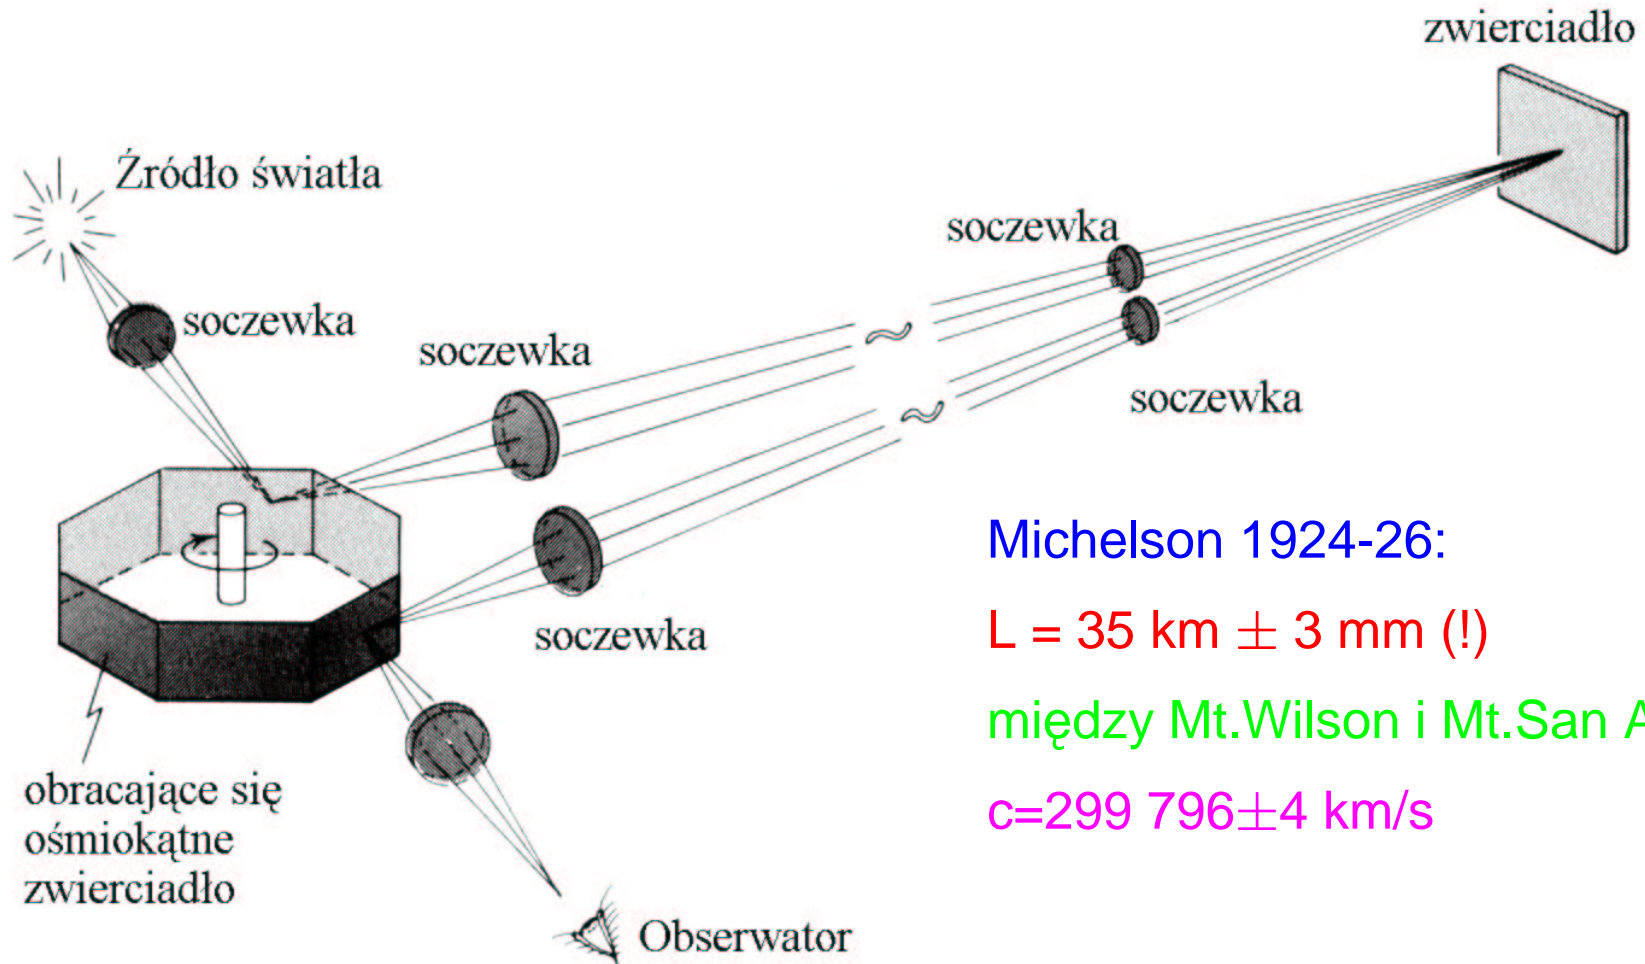 zwierciadło
Źródło światła
soczewka
soczewka
soczewka
soczewka
soczewka
Michelson 1924-26:
L = 35 km ± 3 mm (!)
między Mt.Wilson i Mt.San
c=299 796±4 km/s
obracające się
ośmiokątne
zwierciadło
Obserwator